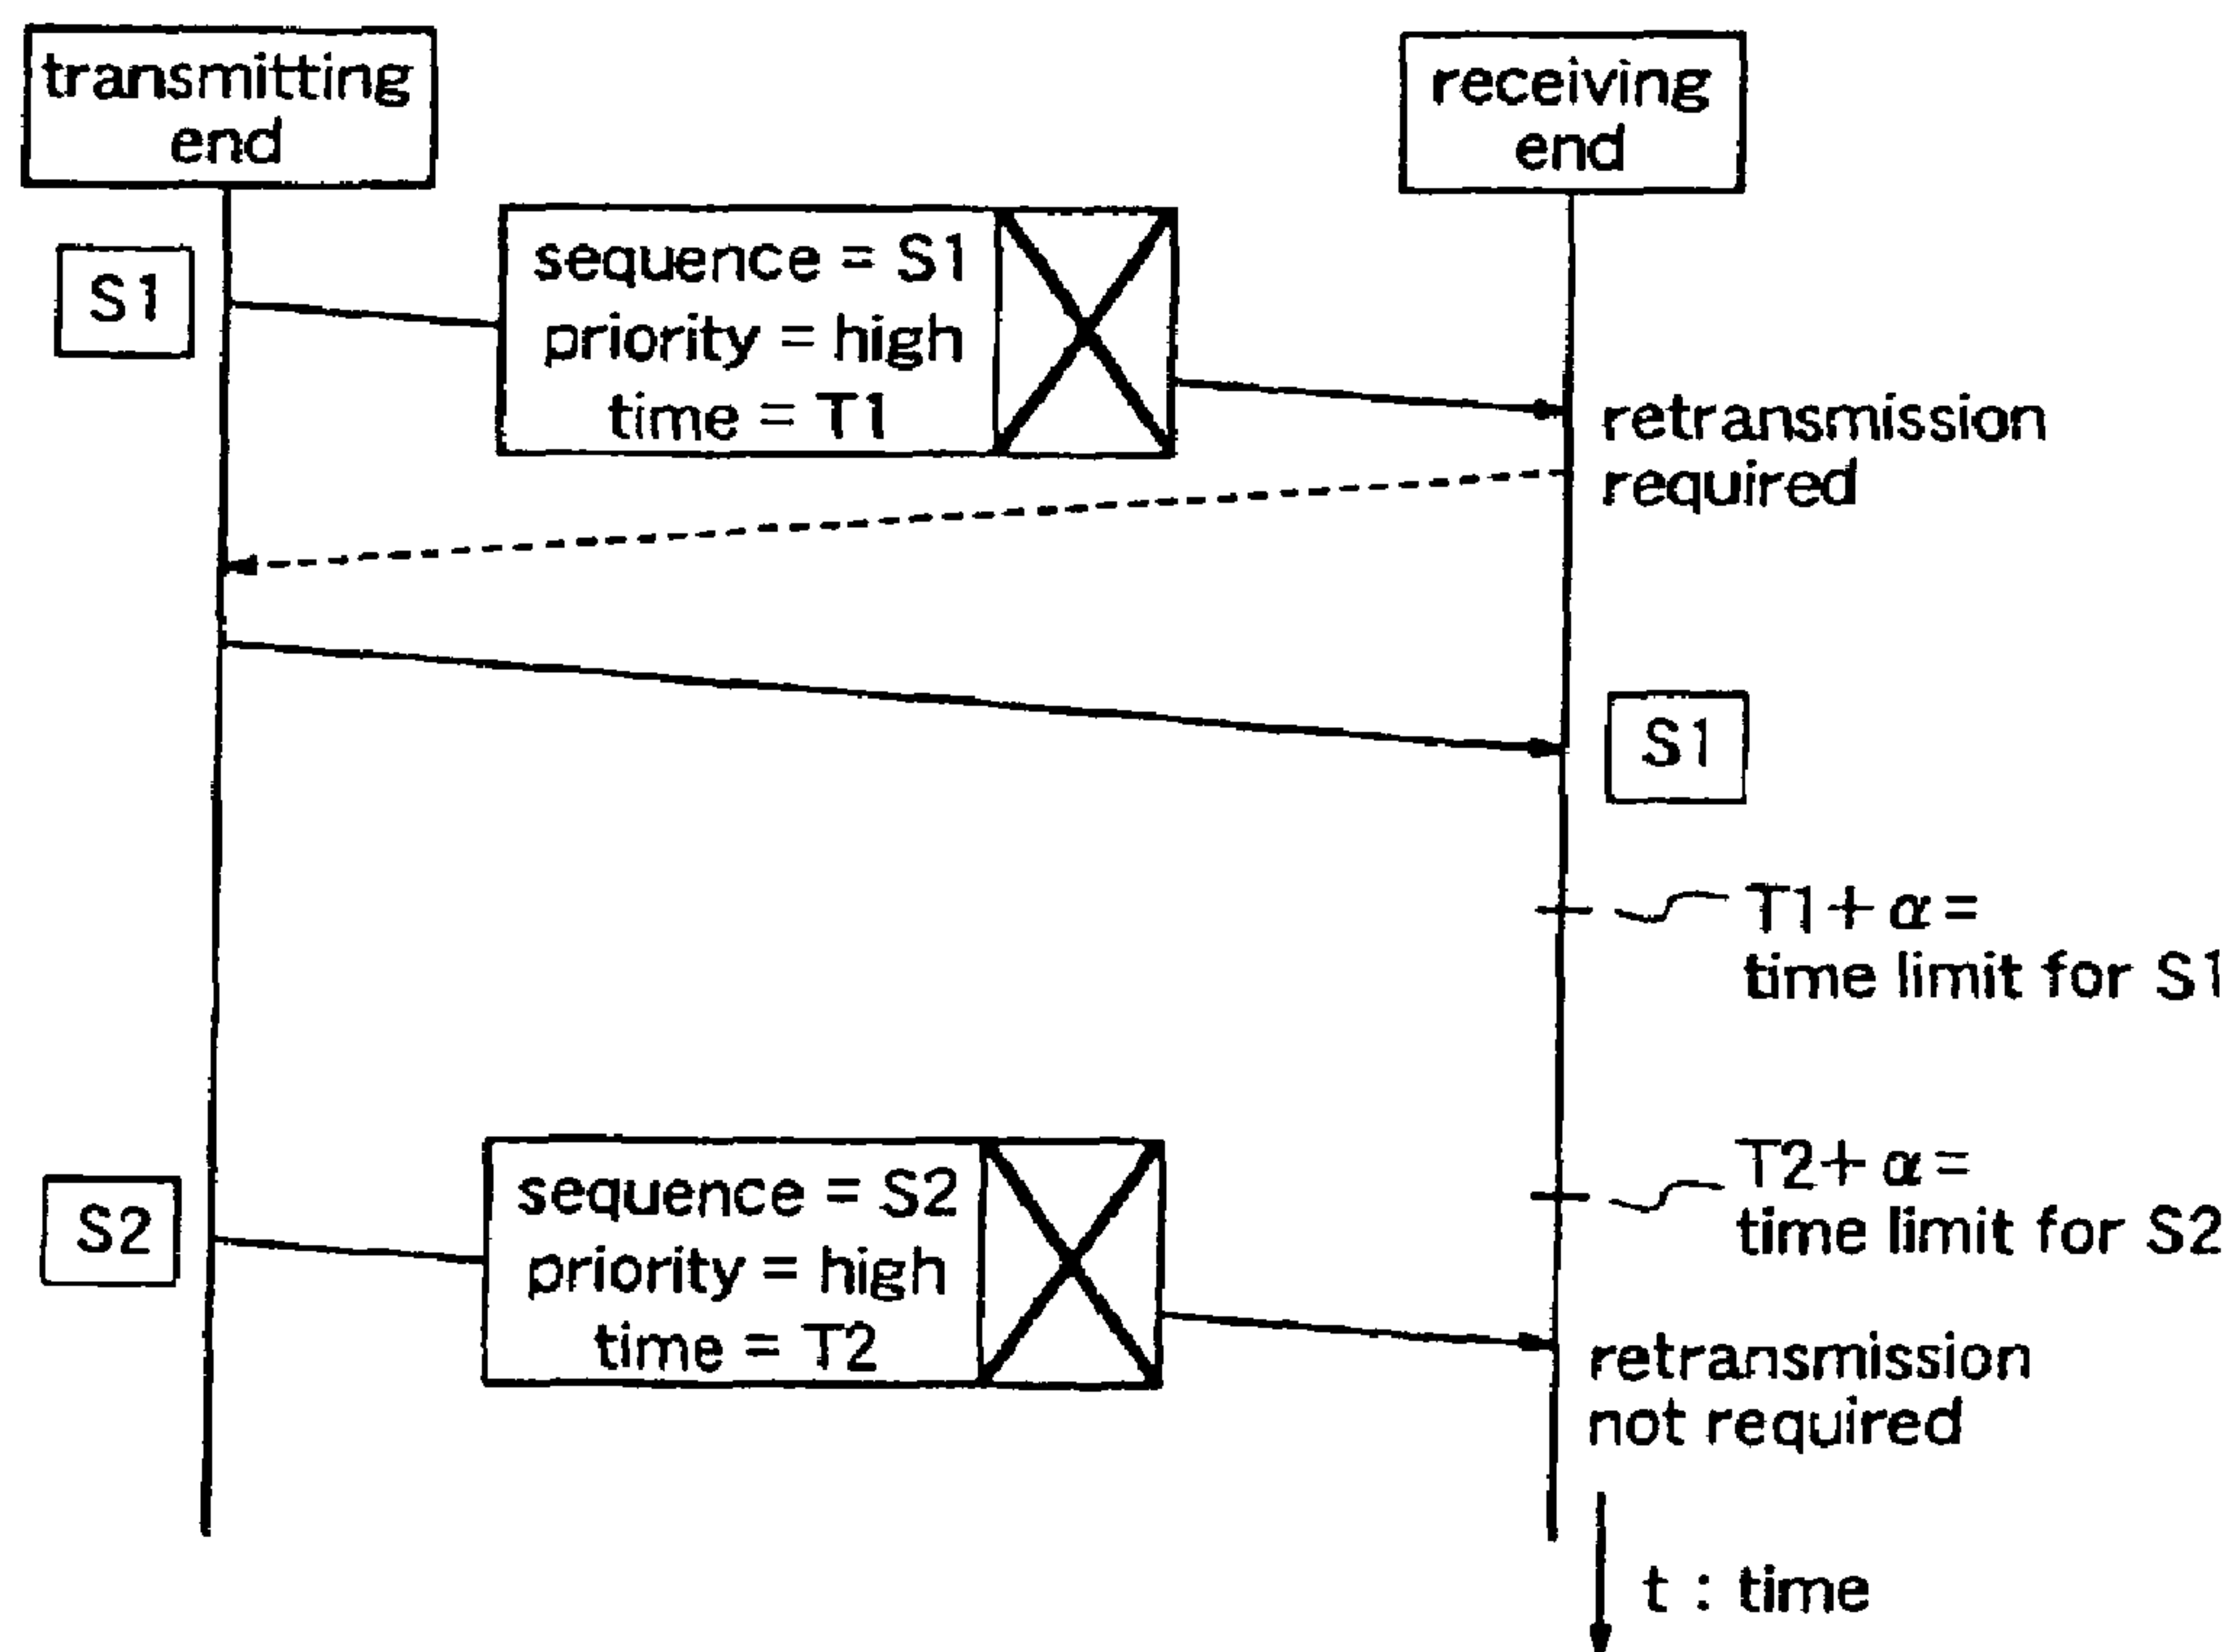 transmitting
end
receiving
end
S1
sequence = S1
priority = high
time = T1
retransmission
required
S1
T1+α=
time limit for S1
T2+α=
time limit for S2
S2
sequence = S2
priority = high
time = T2
retransmission
not required
t : time